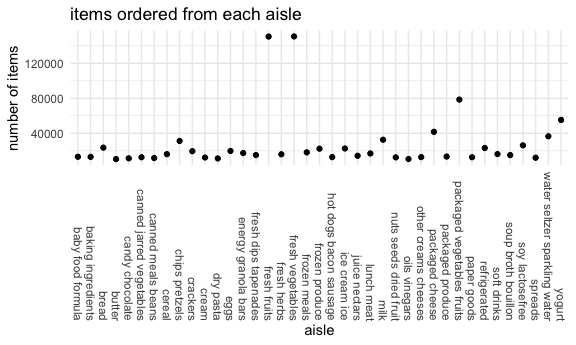 items ordered from each aisle
number of items
120000
80000
40000
baby food formula
baking ingredients
bread
butter
candy chocolate
canned jarred vegetables
canned meals beans
cereal
chips pretzels
crackers
cream
dry pasta
eggs
energy granola bars
fresh dips tapenades
fresh fruits
fresh herbs
fresh vegetables
frozen meals
frozen produce
hot dogs bacon sausage
ice cream ice
juice nectars
lunch meat
milk
nuts seeds dried fruit
oils vinegars
other creams cheeses
packaged cheese
packaged produce
packaged vegetables fruits
paper goods
refrigerated
soft drinks
soup broth bouillon
soy lactosefree
spreads
water seltzer sparkling water
yogurt
aisle